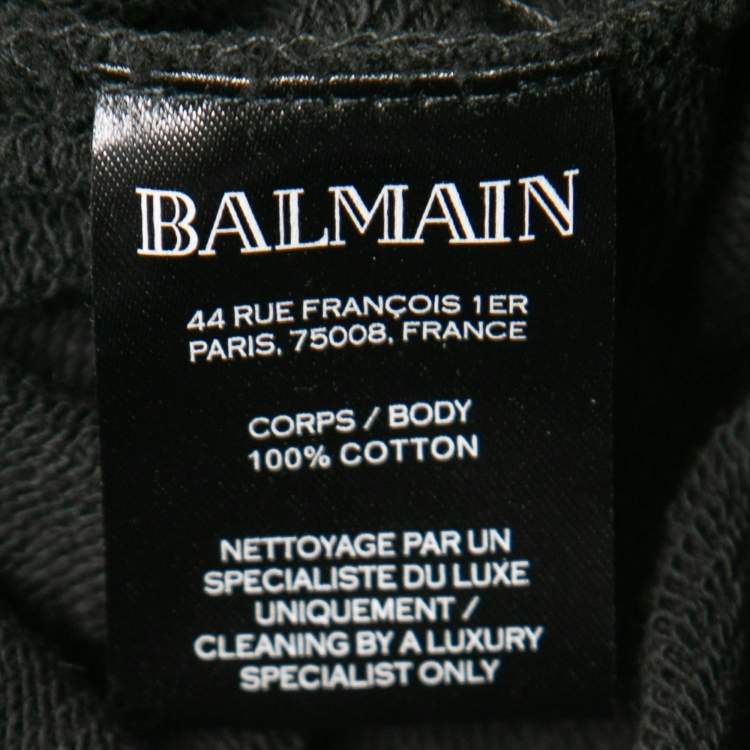 BALMAIN
44 RUE FRANÇOIS 1ER
PARIS, 75008, FRANCE
CORPS / BODY
100% COTTON
NETTOYAGE PAR UN
SPECIALISTE DU LUXE
UNIQUEMENT /
CLEANING BY A LUXURY
SPECIALIST ONLY